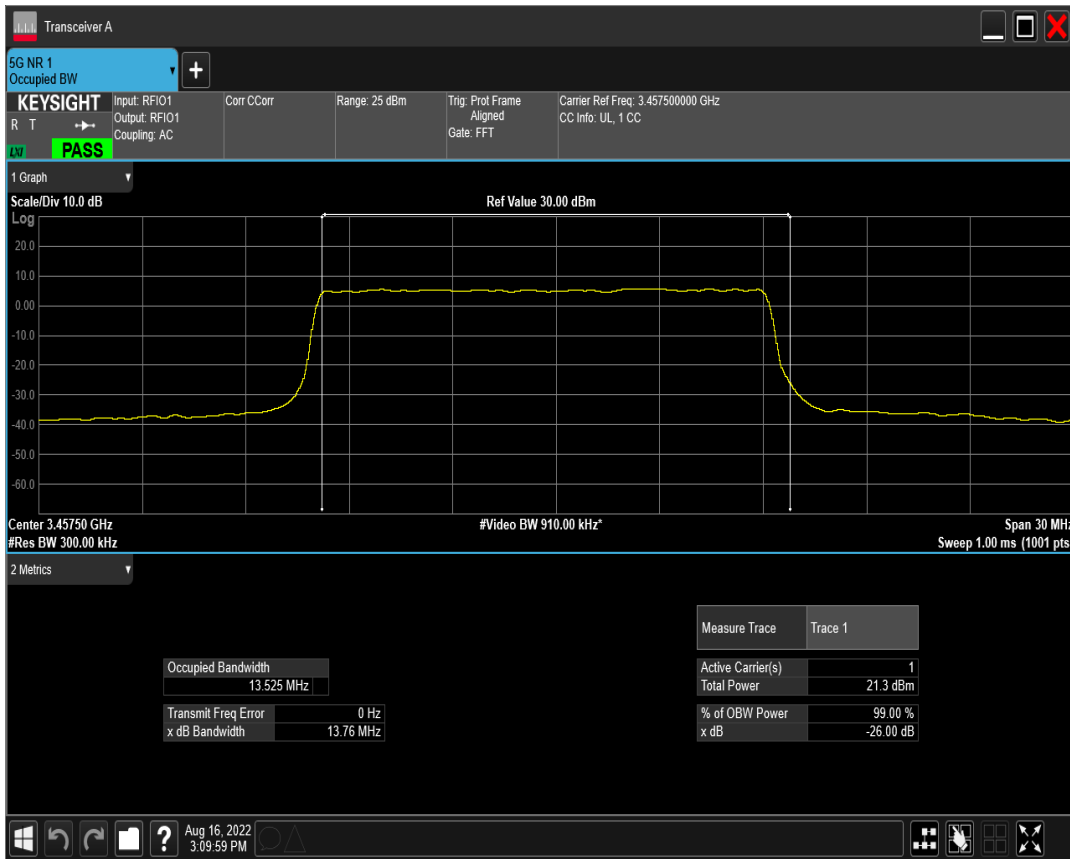 Transceiver A
5G NR 1
Occupied BW
KEYSIGHT
R T
LXI
PASS
Input: RFIO1
Output: RFIO1
Coupling: AC
Corr CCorr
Range: 25 dBm
Trig: Prot Frame
Aligned
Gate: FFT
Carrier Ref Freq: 3.457500000 GHz
CC Info: UL, 1 CC
1 Graph
Scale/Div 10.0 dB
Ref Value 30.00 dBm
Log
20.0
10.0
0.00
-10.0
-20.0
-30.0
-40.0
-50.0
-60.0
Center 3.45750 GHz
#Video BW 910.00 kHz*
Span 30 MHz
#Res BW 300.00 kHz
Sweep 1.00 ms (1001 pts
2 Metrics
Measure Trace Trace 1
Occupied Bandwidth
13.525 MHz
Active Carrier(s) 1
Total Power 21.3 dBm
Transmit Freq Error 0 Hz
x dB Bandwidth 13.76 MHz
% of OBW Power 99.00 %
x dB -26.00 dB
?
Aug 16, 2022
3:09:59 PM